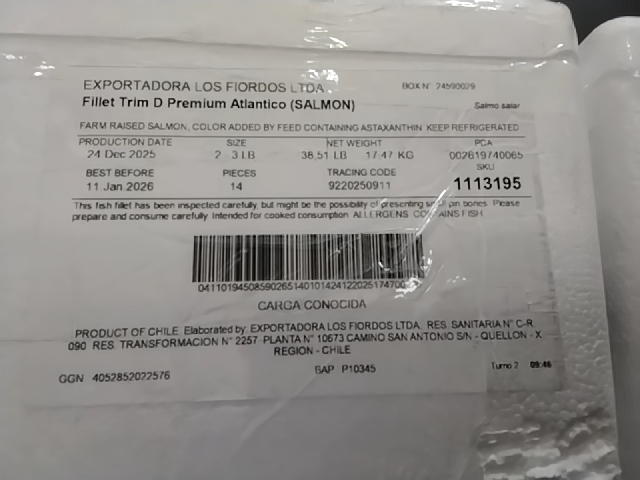 EXPORTADORA LOS FIORDOS LTDA. BOX N° 24590029
Fillet Trim D Premium Atlantico (SALMON) Salmo salar
FARM RAISED SALMON, COLOR ADDED BY FEED CONTAINING ASTAXANTHIN KEEP REFRIGERATED
PRODUCTION DATE SIZE NET WEIGHT PCA
24 Dec 2025 2 3 LB 38,51 LB 17.47 KG 002619740065
BEST BEFORE PIECES TRACING CODE SKU
11 Jan 2026 14 9220250911 1113195
This fish fillet has been inspected carefully, but might be the possibility of presenting small pin bones. Please
prepare and consume carefully. Intended for cooked consumption. ALLERGENS: CONTAINS FISH
CARGA CONOCIDA
PRODUCT OF CHILE. Elaborated by: EXPORTADORA LOS FIORDOS LTDA. RES. SANITARIA N° C-R
090 RES. TRANSFORMACION N° 2257 PLANTA N° 10673 CAMINO SAN ANTONIO S/N - QUELLON - X
REGION - CHILE
GGN 4052852022576 BAP P10345 Turno 2 09:46